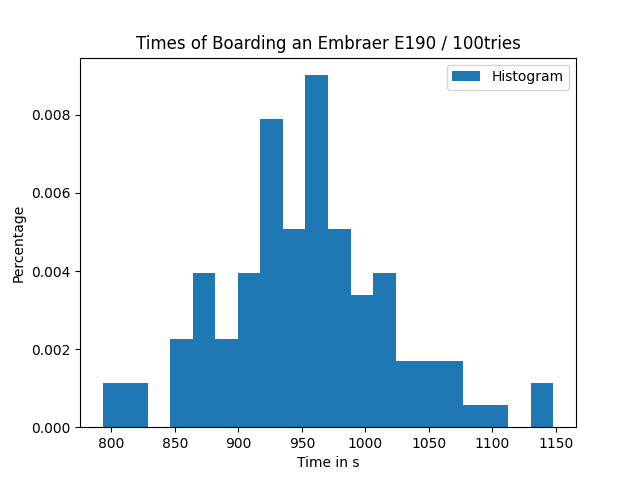 Times of Boarding an Embraer E190 / 100tries
Histogram
0.008
0.006
0.004
0.002
0.000
Percentage
800 850 900 950 1000 1050 1100 1150
Time in s